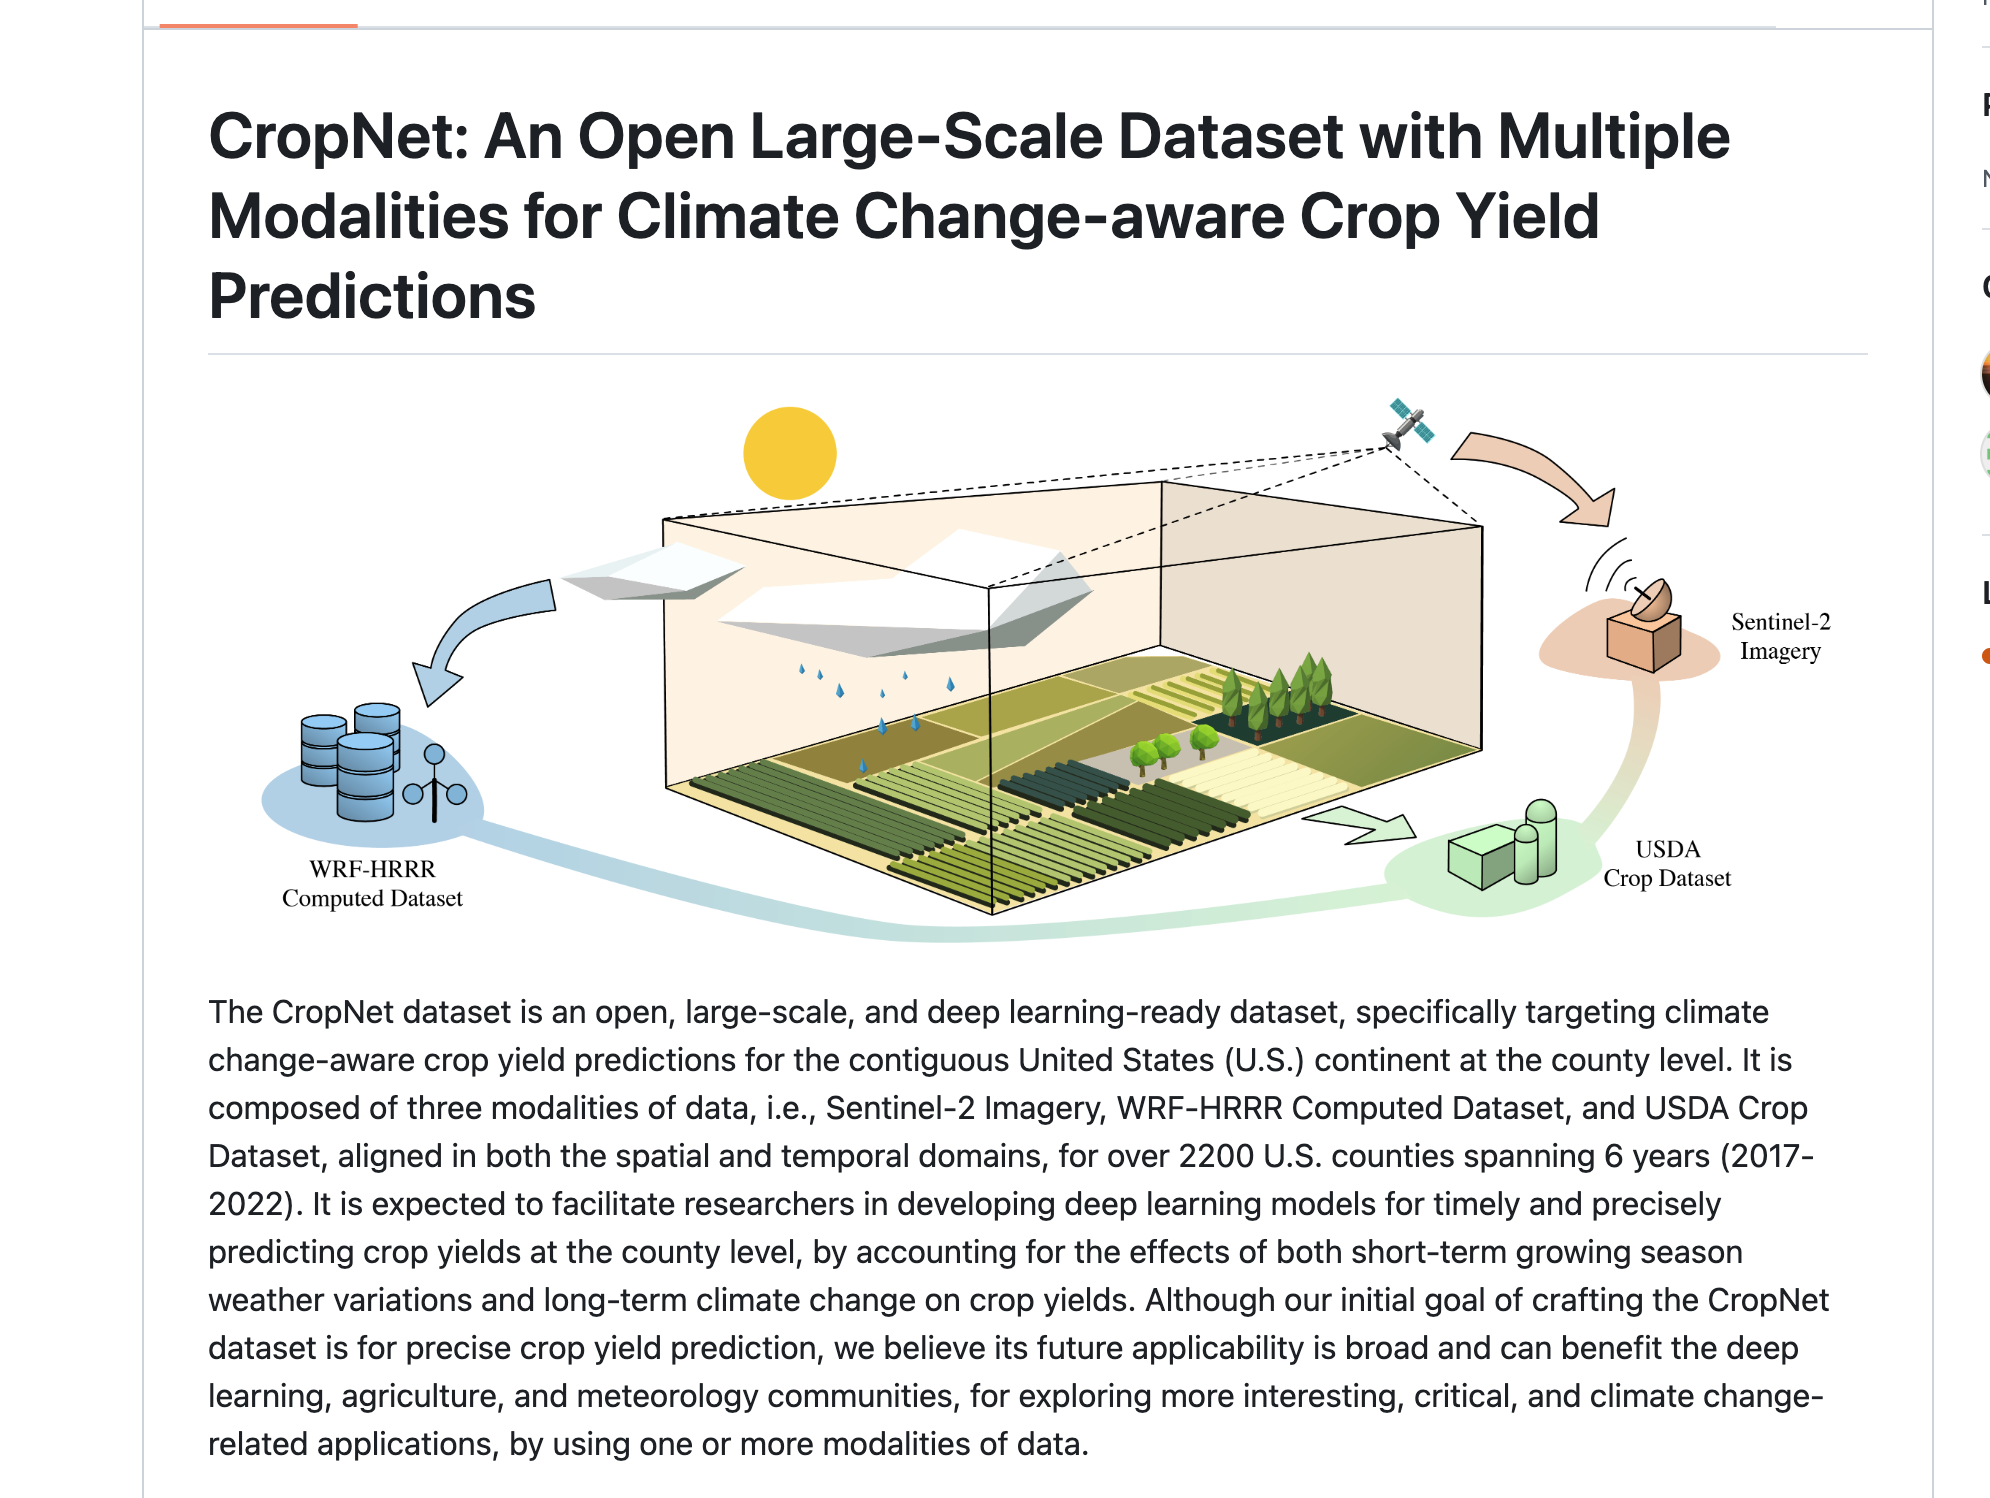 CropNet: An Open Large-Scale Dataset with Multiple
Modalities for Climate Change-aware Crop Yield
Predictions
Sentinel-2
Imagery
WRF-HRRR
Computed Dataset
USDA
Crop Dataset
The CropNet dataset is an open, large-scale, and deep learning-ready dataset, specifically targeting climate
change-aware crop yield predictions for the contiguous United States (U.S.) continent at the county level. It is
composed of three modalities of data, i.e., Sentinel-2 Imagery, WRF-HRRR Computed Dataset, and USDA Crop
Dataset, aligned in both the spatial and temporal domains, for over 2200 U.S. counties spanning 6 years (2017-
2022). It is expected to facilitate researchers in developing deep learning models for timely and precisely
predicting crop yields at the county level, by accounting for the effects of both short-term growing season
weather variations and long-term climate change on crop yields. Although our initial goal of crafting the CropNet
dataset is for precise crop yield prediction, we believe its future applicability is broad and can benefit the deep
learning, agriculture, and meteorology communities, for exploring more interesting, critical, and climate change-
related applications, by using one or more modalities of data.